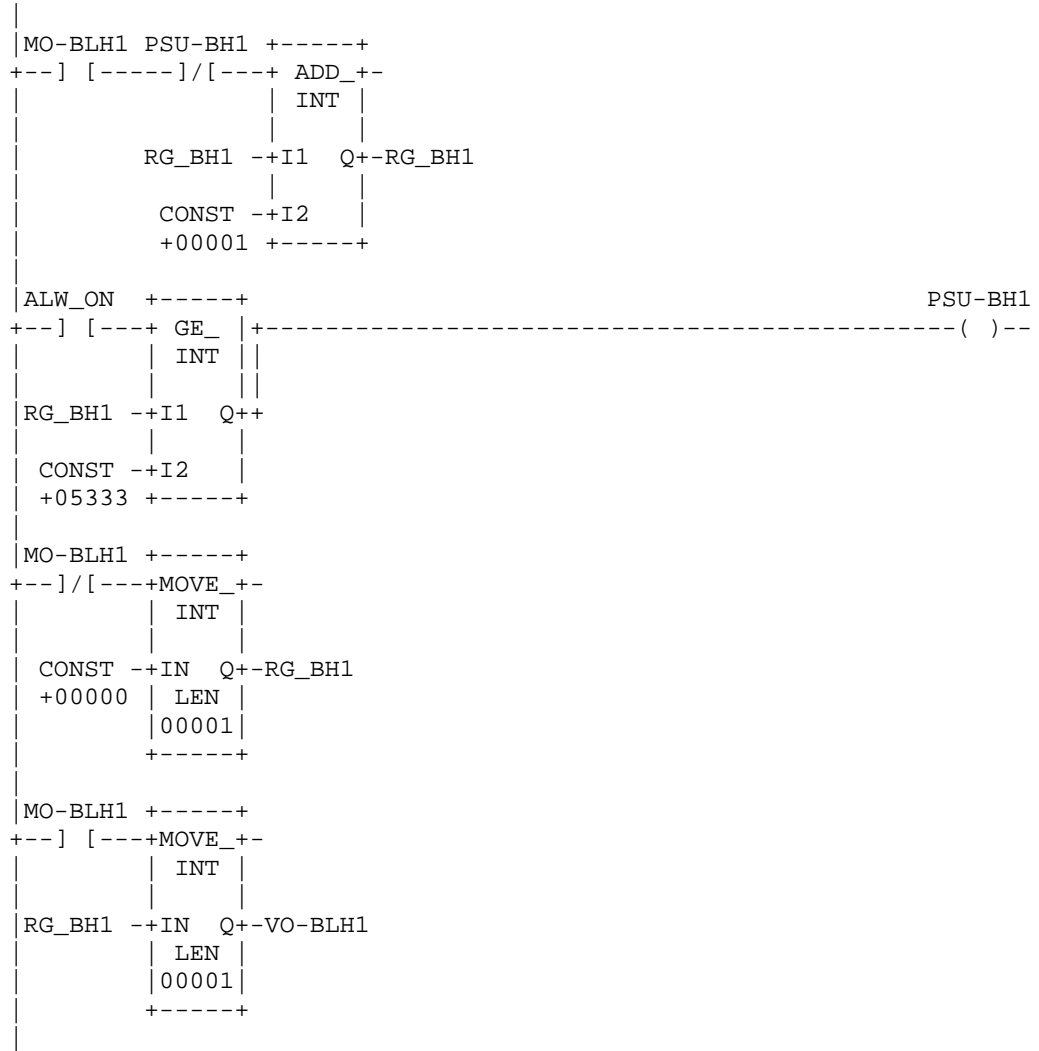 |
|MO-BLH1 PSU-BH1 +-----+
+--] [-----]/[---+ ADD_+-
|                | INT |
|                |     |
|        RG_BH1 -+I1  Q+-RG_BH1
|                |     |
|         CONST -+I2   |
|         +00001 +-----+
|
|ALW_ON  +-----+                                              PSU-BH1
+--] [---+ GE_ |+----------------------------------------------( )--
|        | INT ||
|        |     ||
|RG_BH1 -+I1  Q++
|        |     |
| CONST -+I2   |
| +05333 +-----+
|
|MO-BLH1 +-----+
+--]/[---+MOVE_+-
|        | INT |
|        |     |
| CONST -+IN  Q+-RG_BH1
| +00000 | LEN |
|        |00001|
|        +-----+
|
|MO-BLH1 +-----+
+--] [---+MOVE_+-
|        | INT |
|        |     |
|RG_BH1 -+IN  Q+-VO-BLH1
|        | LEN |
|        |00001|
|        +-----+
|